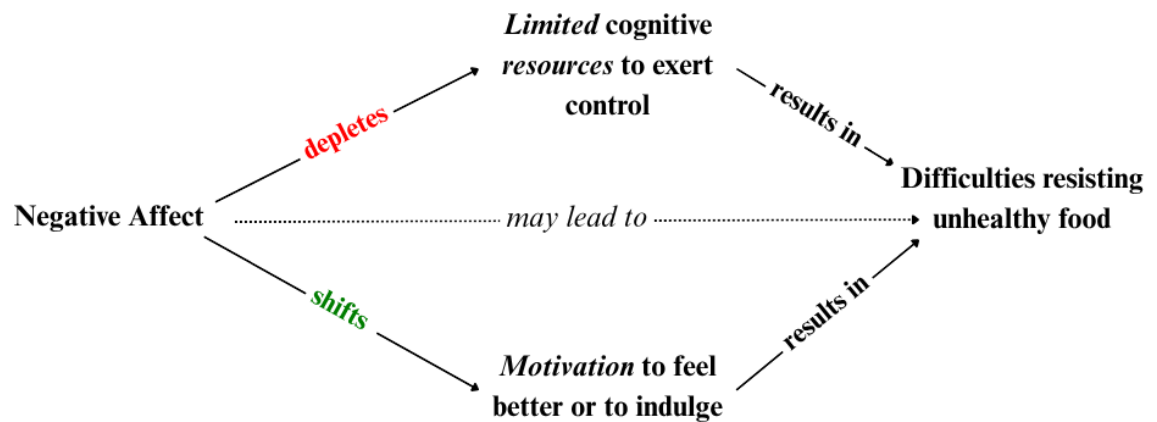 Limited cognitive
resources to exert
control
depletes
results in
Difficulties resisting
unhealthy food
Negative Affect
may lead to
shifts
results in
Motivation to feel
better or to indulge